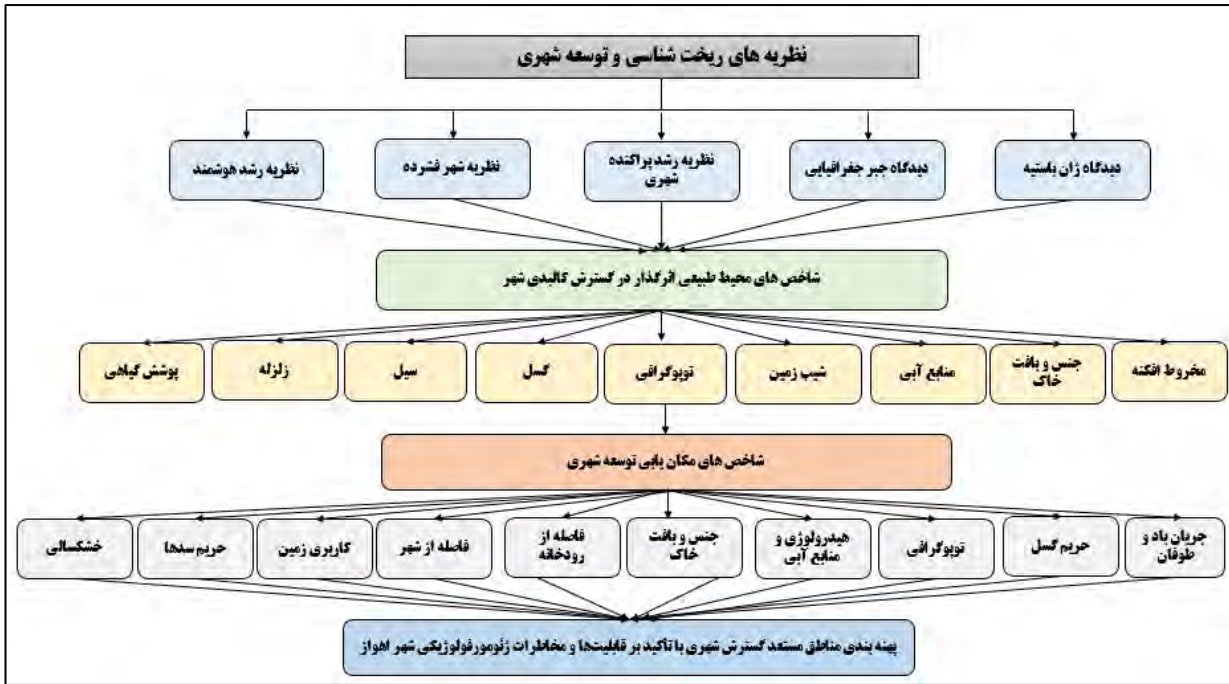 نظریه های ریخت شناسی و توسعه شهری
دیدگاه ژان باستیه
دیدگاه جبر جغرافیایی
نظریه رشد پراکنده
شهری
نظریه شهر فشرده
نظریه رشد هوشمند
شاخص های محیط طبیعی اثرگذار در گسترش کالبدی شهر
مخروط افکنه
جنس و بافت
خاک
منابع آبی
شیب زمین
توپوگرافی
گسل
سیل
زلزله
پوشش گیاهی
شاخص های مکان یابی توسعه شهری
جریان باد و
طوفان
حریم گسل
توپوگرافی
هیدرولوژی و
منابع آبی
جنس و بافت
خاک
فاصله از
رودخانه
فاصله از شهر
کاربری زمین
حریم سدها
خشکسالی
پهنه بندی مناطق مستعد گسترش شهری با تأکید بر قابلیت‌ها و مخاطرات ژئومورفولوژیکی شهر اهواز